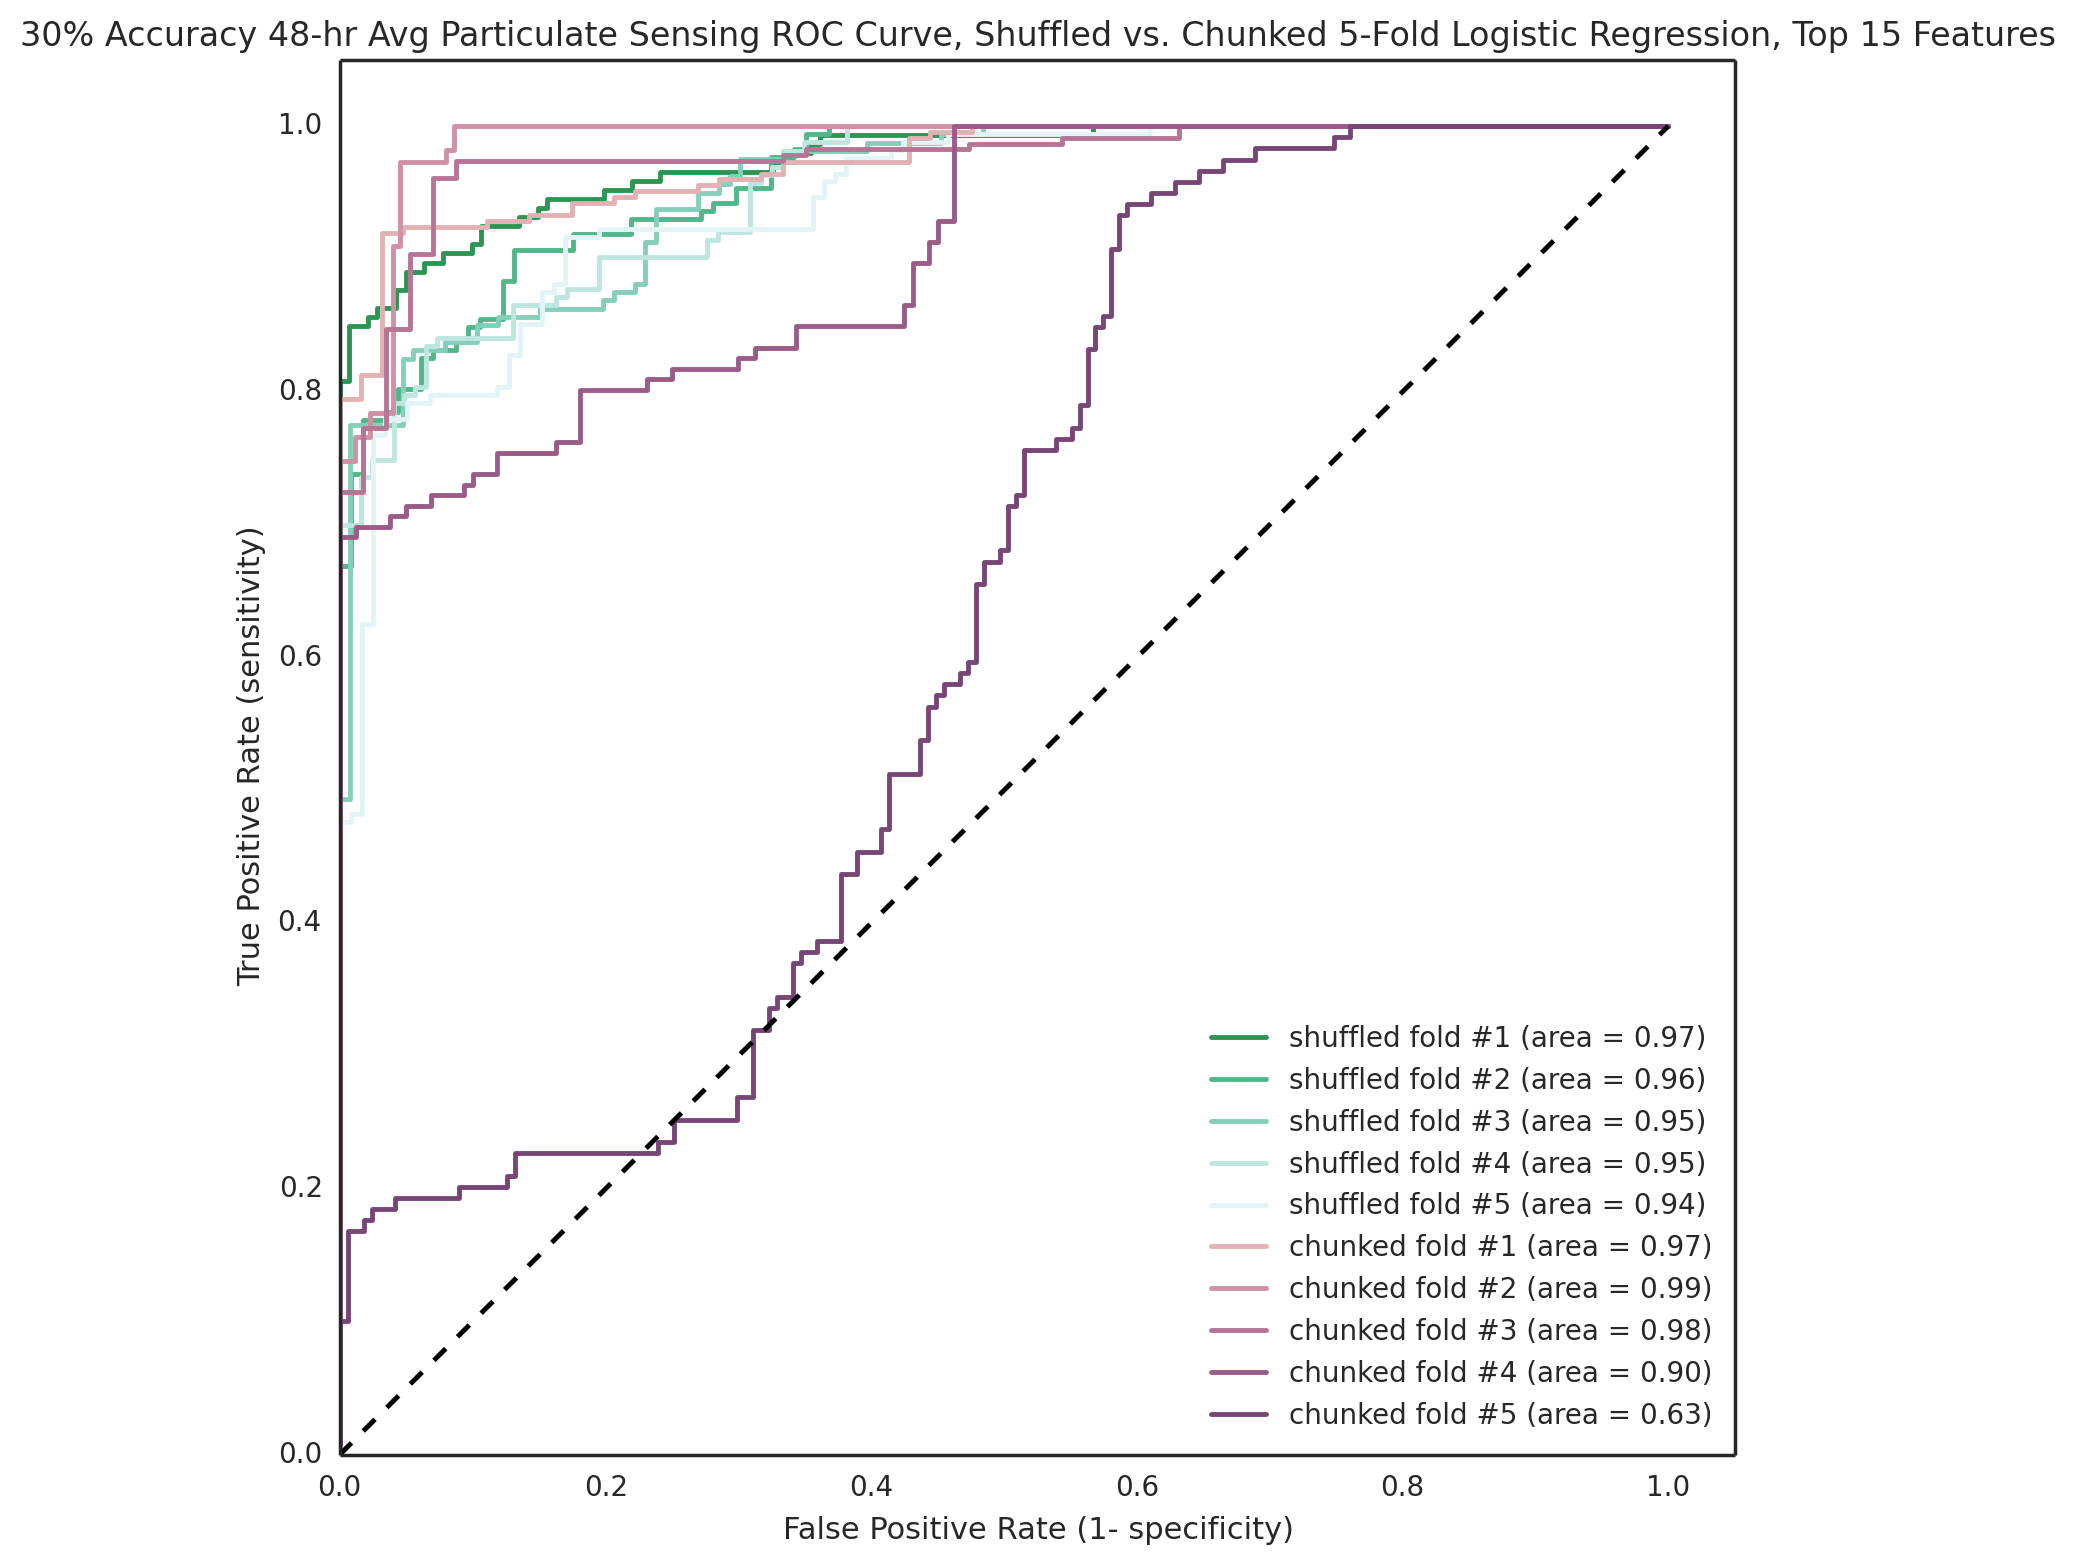 30% Accuracy 48-hr Avg Particulate Sensing ROC Curve, Shuffled vs. Chunked 5-Fold Logistic Regression, Top 15 Features
1.0
0.8
0.6
0.4
0.2
0.0
True Positive Rate (sensitivity)
shuffled fold #1 (area = 0.97)
shuffled fold #2 (area = 0.96)
shuffled fold #3 (area = 0.95)
shuffled fold #4 (area = 0.95)
shuffled fold #5 (area = 0.94)
chunked fold #1 (area = 0.97)
chunked fold #2 (area = 0.99)
chunked fold #3 (area = 0.98)
chunked fold #4 (area = 0.90)
chunked fold #5 (area = 0.63)
0.0 0.2 0.4 0.6 0.8 1.0
False Positive Rate (1- specificity)